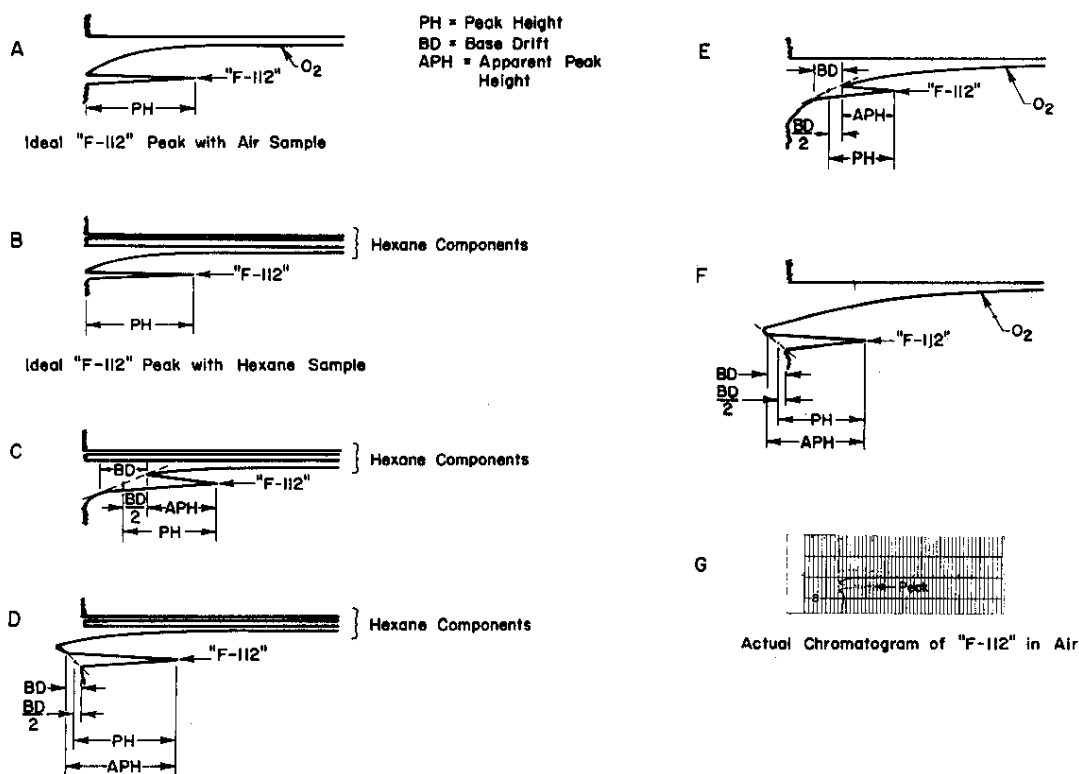 A
O2
"F-112"
PH
Ideal "F-112" Peak with Air Sample
PH = Peak Height
BD = Base Drift
APH = Apparent Peak
Height
B
Hexane Components
"F-112"
PH
Ideal "F-112" Peak with Hexane Sample
C
Hexane Components
BD
"F-112"
BD
2
APH
PH
D
Hexane Components
"F-112"
BD
BD
2
PH
APH
E
BD
"F-112"
O2
APH
BD
2
PH
F
"F-112"
O2
BD
BD
2
PH
APH
G
Peak
Actual Chromatogram of "F-112" in Air